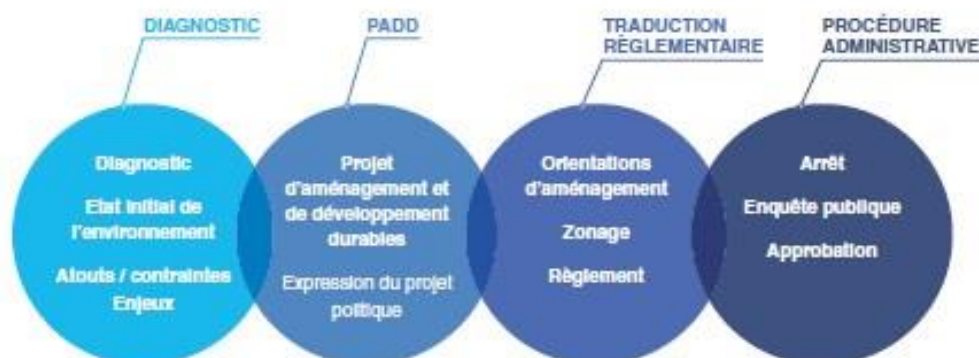 DIAGNOSTIC
PADD
TRADUCTION
RÈGLEMENTAIRE
PROCÉDURE
ADMINISTRATIVE
Diagnostic
Etat initial de
l'environnement
Atouts / contraintes
Enjeux
Projet
d'aménagement et
de développement
durables
Expression du projet
politique
Orientations
d'aménagement
Zonage
Règlement
Arrêt
Enquête publique
Approbation